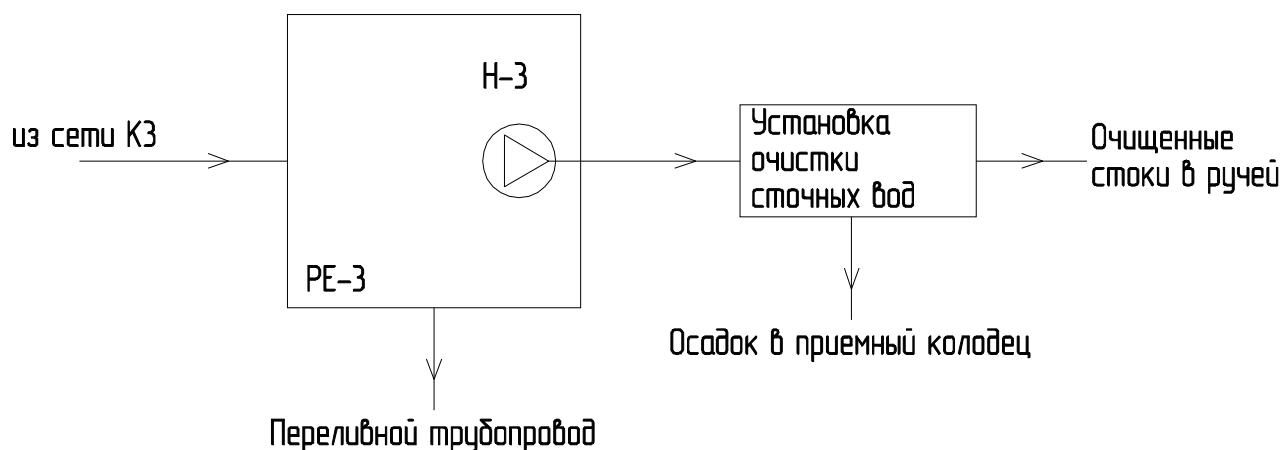 из сети К3
Н-3
РЕ-3
Переливной трубопровод
Установка
очистки
сточных вод
Осадок в приемный колодец
Очищенные
стоки в ручей